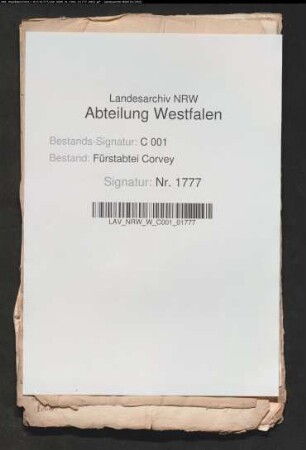 Landesarchiv NRW
Abteilung Westfalen
Bestands-Signatur: C 001
Bestand: Fürstabtei Corvey
Signatur: Nr. 1777
LAV_NRW_W_C001_01777